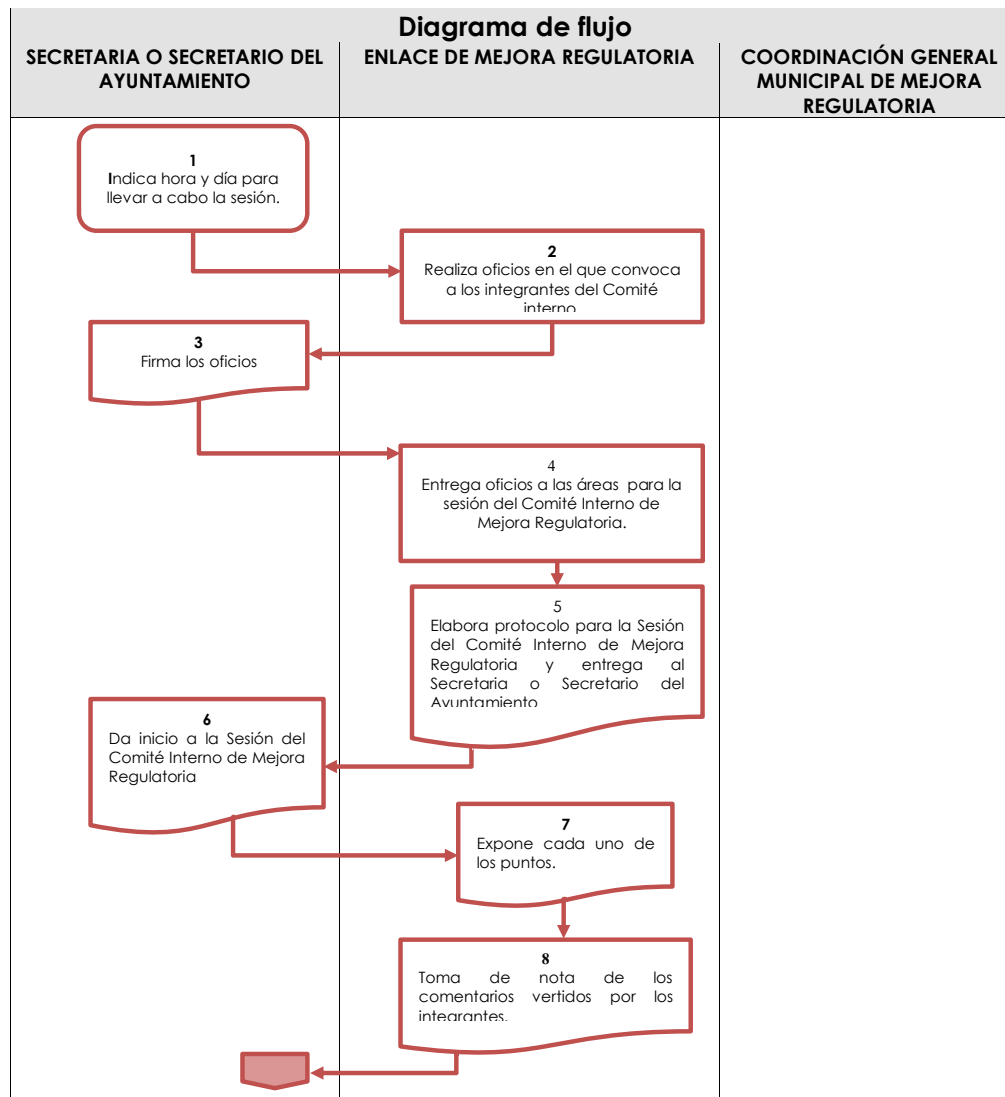 Diagrama de flujo
SECRETARIA O SECRETARIO DEL
AYUNTAMIENTO
ENLACE DE MEJORA REGULATORIA
COORDINACIÓN GENERAL
MUNICIPAL DE MEJORA
REGULATORIA
1
Indica hora y día para
llevar a cabo la sesión.
2
Realiza oficios en el que convoca
a los integrantes del Comité
interno
3
Firma los oficios
4
Entrega oficios a las áreas para la
sesión del Comité Interno de
Mejora Regulatoria.
5
Elabora protocolo para la Sesión
del Comité Interno de Mejora
Regulatoria y entrega al
Secretaria o Secretario del
Ayuntamiento
6
Da inicio a la Sesión del
Comité Interno de Mejora
Regulatoria
7
Expone cada uno de
los puntos.
8
Toma de nota de los
comentarios vertidos por los
integrantes.